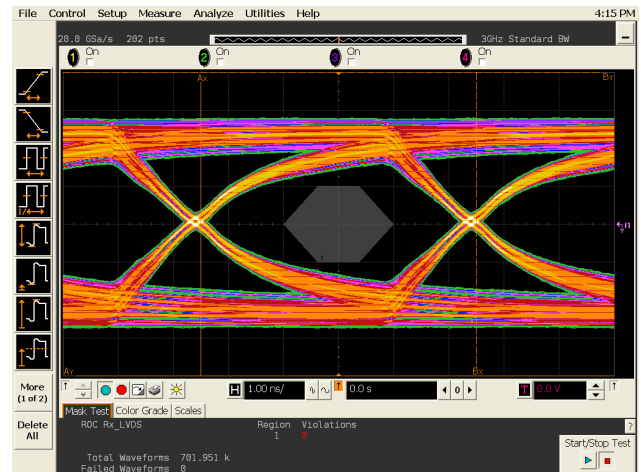 File Control Setup Measure Analyze Utilities Help 4:15 PM
20.0 GSa/s 202 pts 3GHz Standard BW
1 On 2 On 3 On 4 On
Ax By
1
Ay Bx
More
(1 of 2)
Delete
All
H 1.00 ns/ 0.0 s 0 T 0.0 V
Mask Test Color Grade Scales
ROC Rx_LVDS Region Violations
1 0
Total Waveforms 701.951 k
Failed Waveforms 0
?
Start/Stop Test